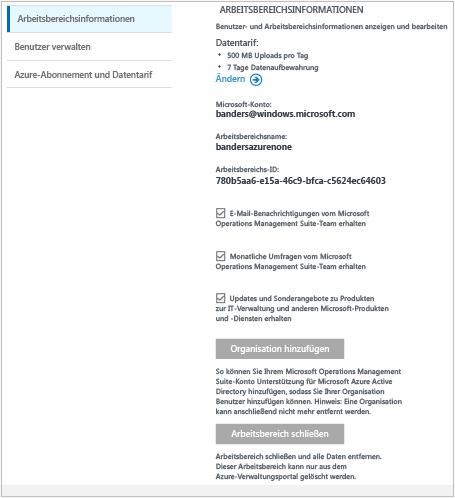 Arbeitsbereichsinformationen
Benutzer verwalten
Azure-Abonnement und Datentarif
ARBEITSBEREICHSINFORMATIONEN
Benutzer- und Arbeitsbereichsinformationen anzeigen und bearbeiten
Datentarif:
• 500 MB Uploads pro Tag
• 7 Tage Datenaufbewahrung
Ändern
Microsoft-Konto:
banders@windows.microsoft.com
Arbeitsbereichsname:
bandersazurenone
Arbeitsbereichs-ID:
780b5aa6-e15a-46c9-bfca-c5624ec64603
E-Mail-Benachrichtigungen vom Microsoft
Operations Management Suite-Team erhalten
Monatliche Umfragen vom Microsoft
Operations Management Suite-Team erhalten
Updates und Sonderangebote zu Produkten
zur IT-Verwaltung und anderen Microsoft-Produkten
und -Diensten erhalten
Organisation hinzufügen
So können Sie Ihrem Microsoft Operations Management
Suite-Konto Unterstützung für Microsoft Azure Active
Directory hinzufügen, sodass Sie Ihrer Organisation
Benutzer hinzufügen können. Hinweis: Eine Organisation
kann anschließend nicht mehr entfernt werden.
Arbeitsbereich schließen
Arbeitsbereich schließen und alle Daten entfernen.
Dieser Arbeitsbereich kann nur aus dem
Azure-Verwaltungsportal gelöscht werden.